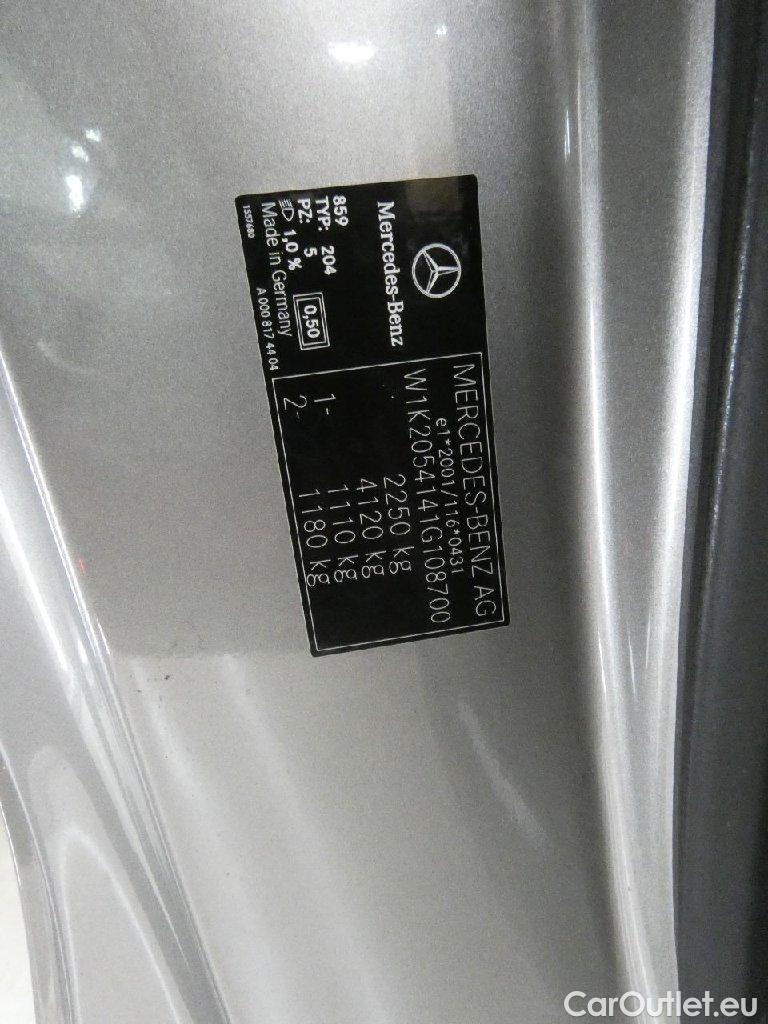 Mercedes-Benz
859
TYP: 204
PZ: 5
1,0 %
0,50
Made in Germany
A 000 817 44 04
1557680
MERCEDES-BENZ AG
e1*2001/116*0431
W1K2054141G108700
2250 kg
4120 kg
1- 1110 kg
2- 1180 kg
CarOutlet.eu